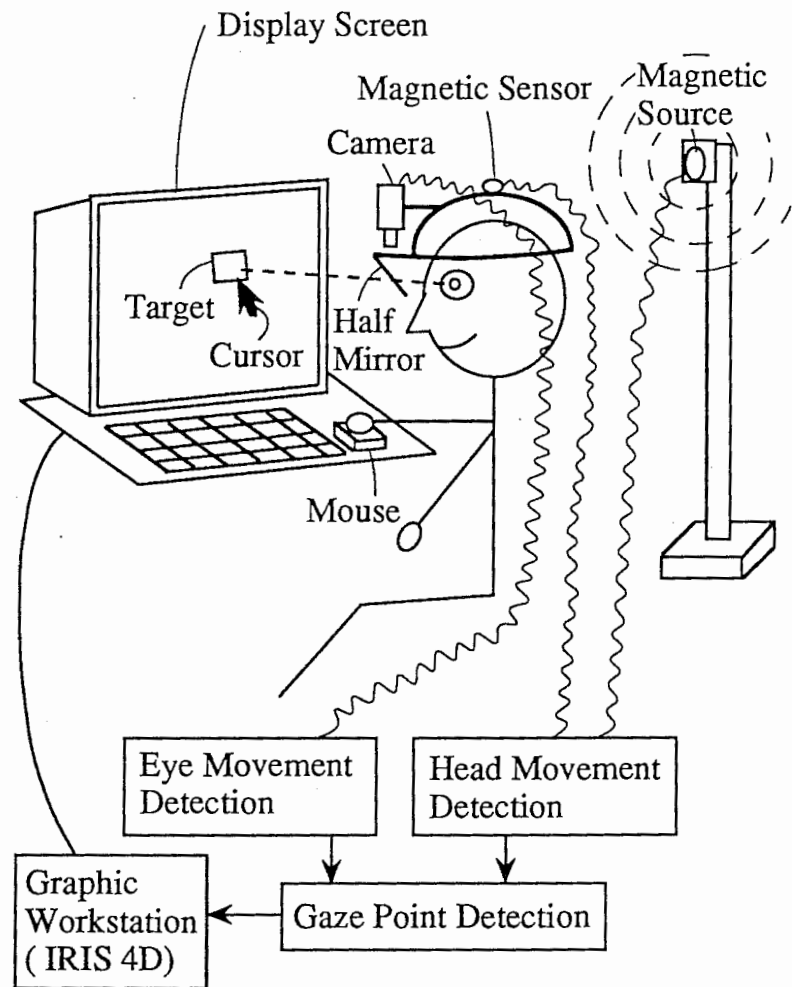 Display Screen
Magnetic Sensor
Magnetic
Source
Camera
Target
Cursor
Half
Mirror
Mouse
Eye Movement
Detection
Head Movement
Detection
Graphic
Workstation
( IRIS 4D)
Gaze Point Detection